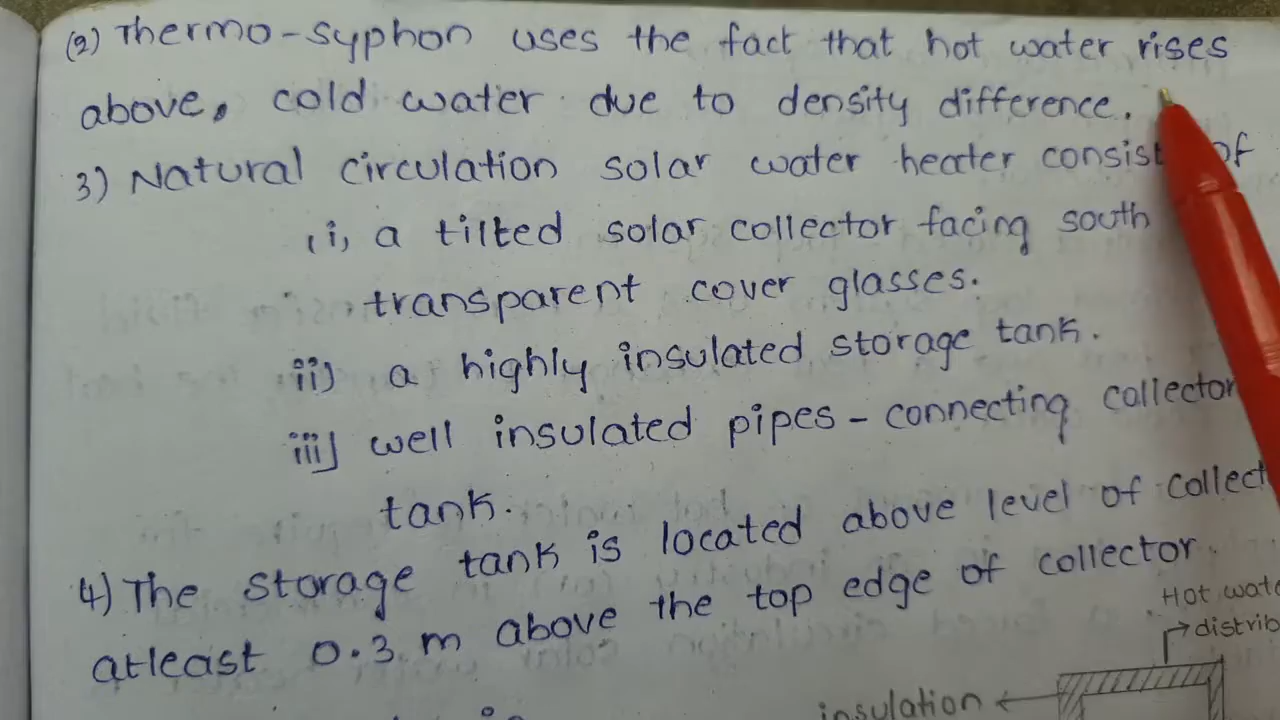 (2) Thermo-syphon uses the fact that hot water rises
above, cold water due to density difference.
3) Natural circulation solar water heater consist of
(i) a tilted solar collector facing south
transparent cover glasses.
ii) a highly insulated storage tank.
iii] well insulated pipes - connecting collector
tank.
4) The storage tank is located above level of collect
atleast 0.3 m above the top edge of collector.
Hot wate
distrib
insulation